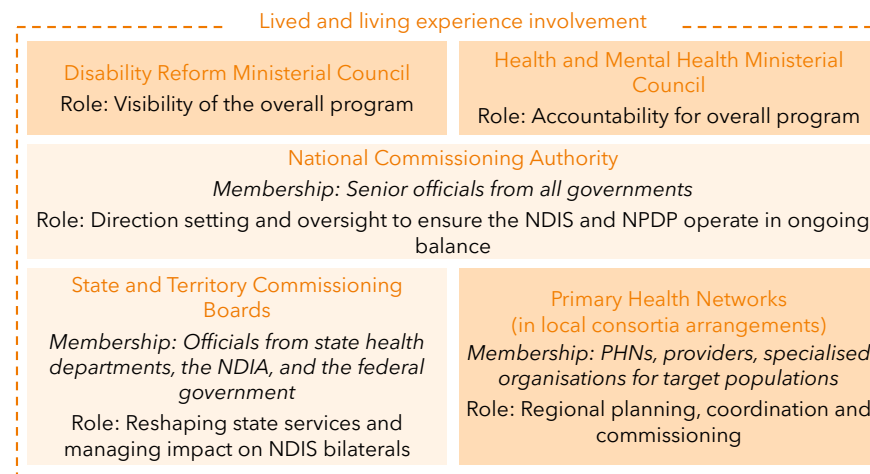 Lived and living experience involvement
Disability Reform Ministerial Council
Role: Visibility of the overall program
Health and Mental Health Ministerial
Council
Role: Accountability for overall program
National Commissioning Authority
Membership: Senior officials from all governments
Role: Direction setting and oversight to ensure the NDIS and NPDP operate in ongoing
balance
State and Territory Commissioning
Boards
Membership: Officials from state health
departments, the NDIA, and the federal
government
Role: Reshaping state services and
managing impact on NDIS bilaterals
Primary Health Networks
(in local consortia arrangements)
Membership: PHNs, providers, specialised
organisations for target populations
Role: Regional planning, coordination and
commissioning